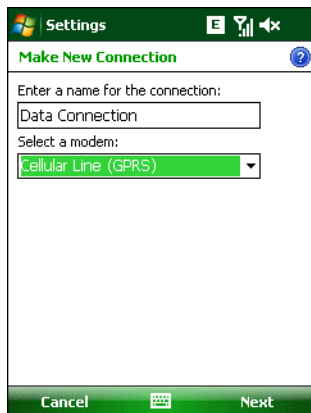 Settings
E
Make New Connection
?
Enter a name for the connection:
Data Connection
Select a modem:
Cellular Line (GPRS)
Cancel
Next